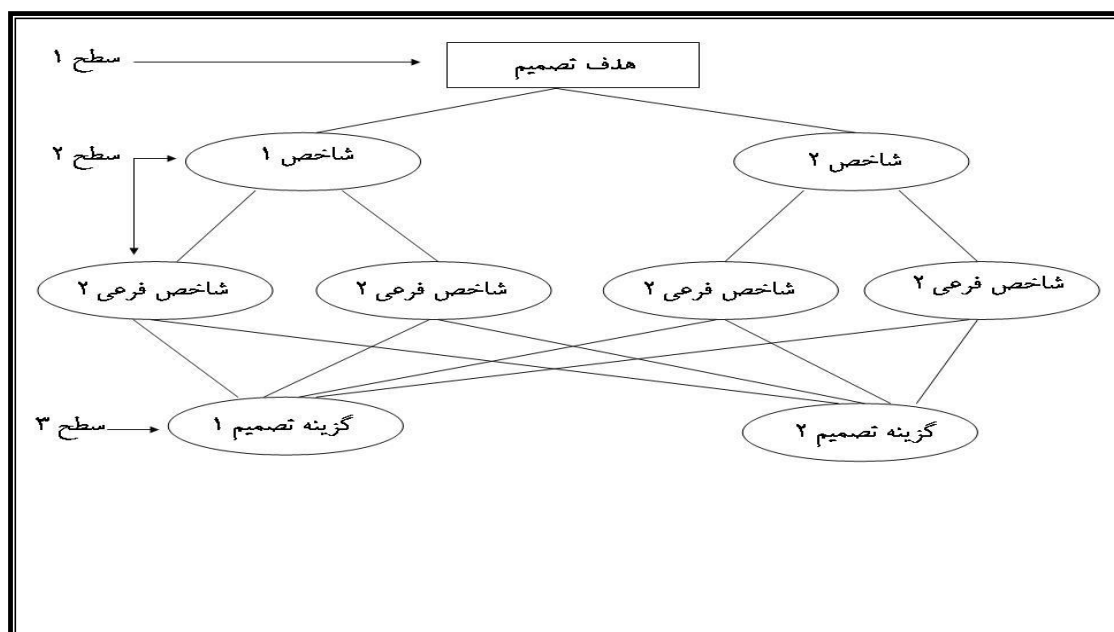 سطح ۱
هدف تصمیم
سطح ۲
شاخص ۱
شاخص ۲
شاخص فرعی ۲
شاخص فرعی ۲
شاخص فرعی ۲
شاخص فرعی ۲
سطح ۳
گزینه تصمیم ۱
گزینه تصمیم ۲